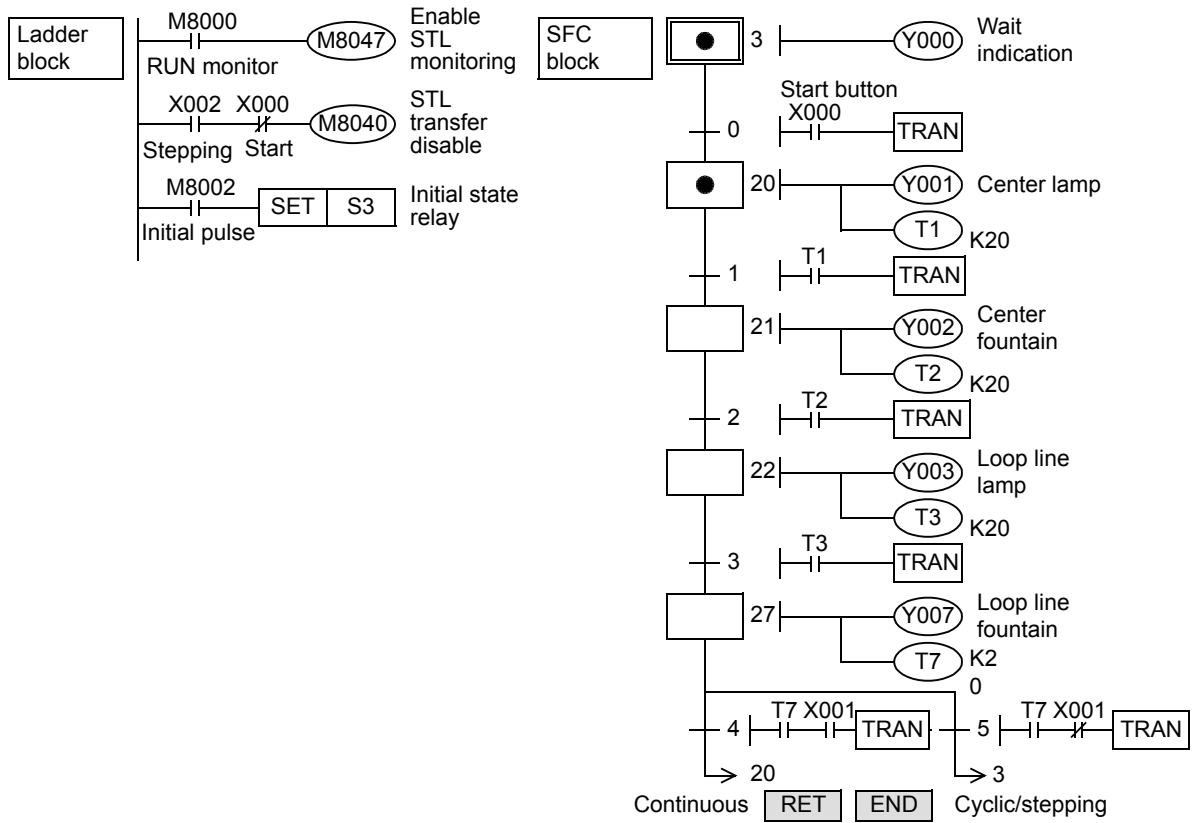 Ladder
block
M8000
M8047
Enable
STL
monitoring
RUN monitor
X002 X000
M8040
STL
transfer
disable
Stepping Start
M8002
SET S3
Initial state
relay
Initial pulse
SFC
block
3
Y000
Wait
indication
Start button
X000
0
TRAN
20
Y001
Center lamp
T1
K20
1
T1
TRAN
21
Y002
Center
fountain
T2
K20
2
T2
TRAN
22
Y003
Loop line
lamp
T3
K20
3
T3
TRAN
27
Y007
Loop line
fountain
T7
K2
0
4
T7 X001
TRAN
5
T7 X001
TRAN
20
3
Continuous
RET
END
Cyclic/stepping